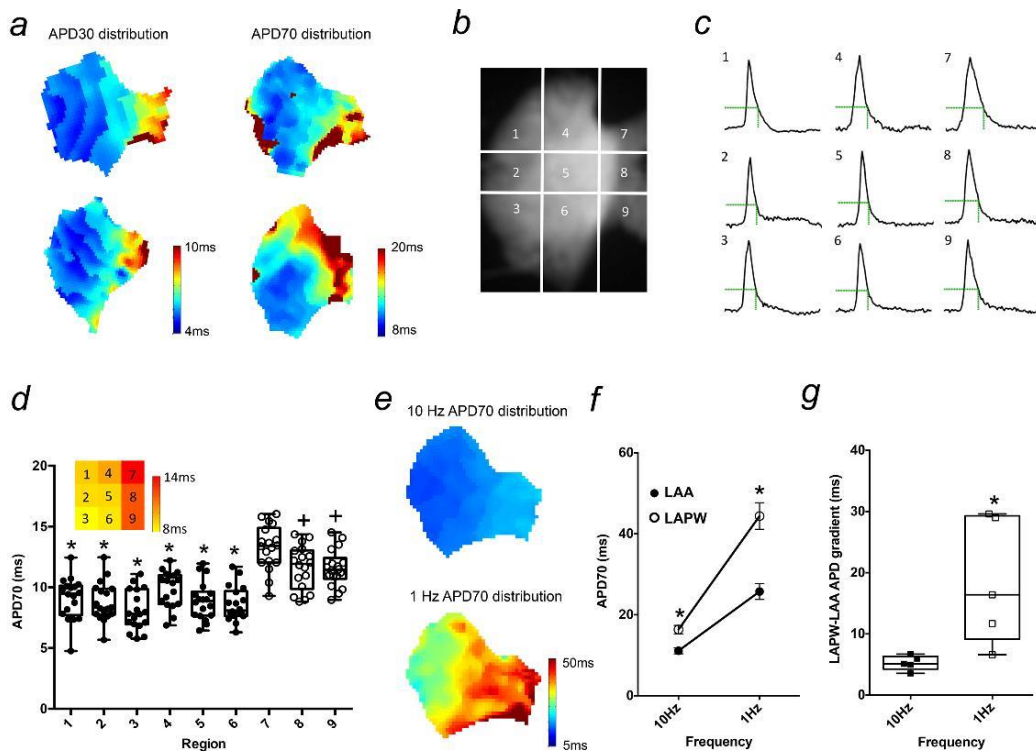 a
APD30 distribution
APD70 distribution
10ms
4ms
20ms
8ms
b
1
4
7
2
5
8
3
6
9
c
1
4
7
2
5
8
3
6
9
d
20
15
10
5
0
APD70 (ms)
1 4 7
2 5 8
3 6 9
14ms
8ms
* * * * * * + +
1 2 3 4 5 6 7 8 9
Region
e
10 Hz APD70 distribution
1 Hz APD70 distribution
50ms
5ms
f
60
40
20
0
APD70 (ms)
LAA
LAPW
*
*
10Hz
1Hz
Frequency
g
40
30
20
10
0
LAPW-LAA APD gradient (ms)
*
10Hz
1Hz
Frequency